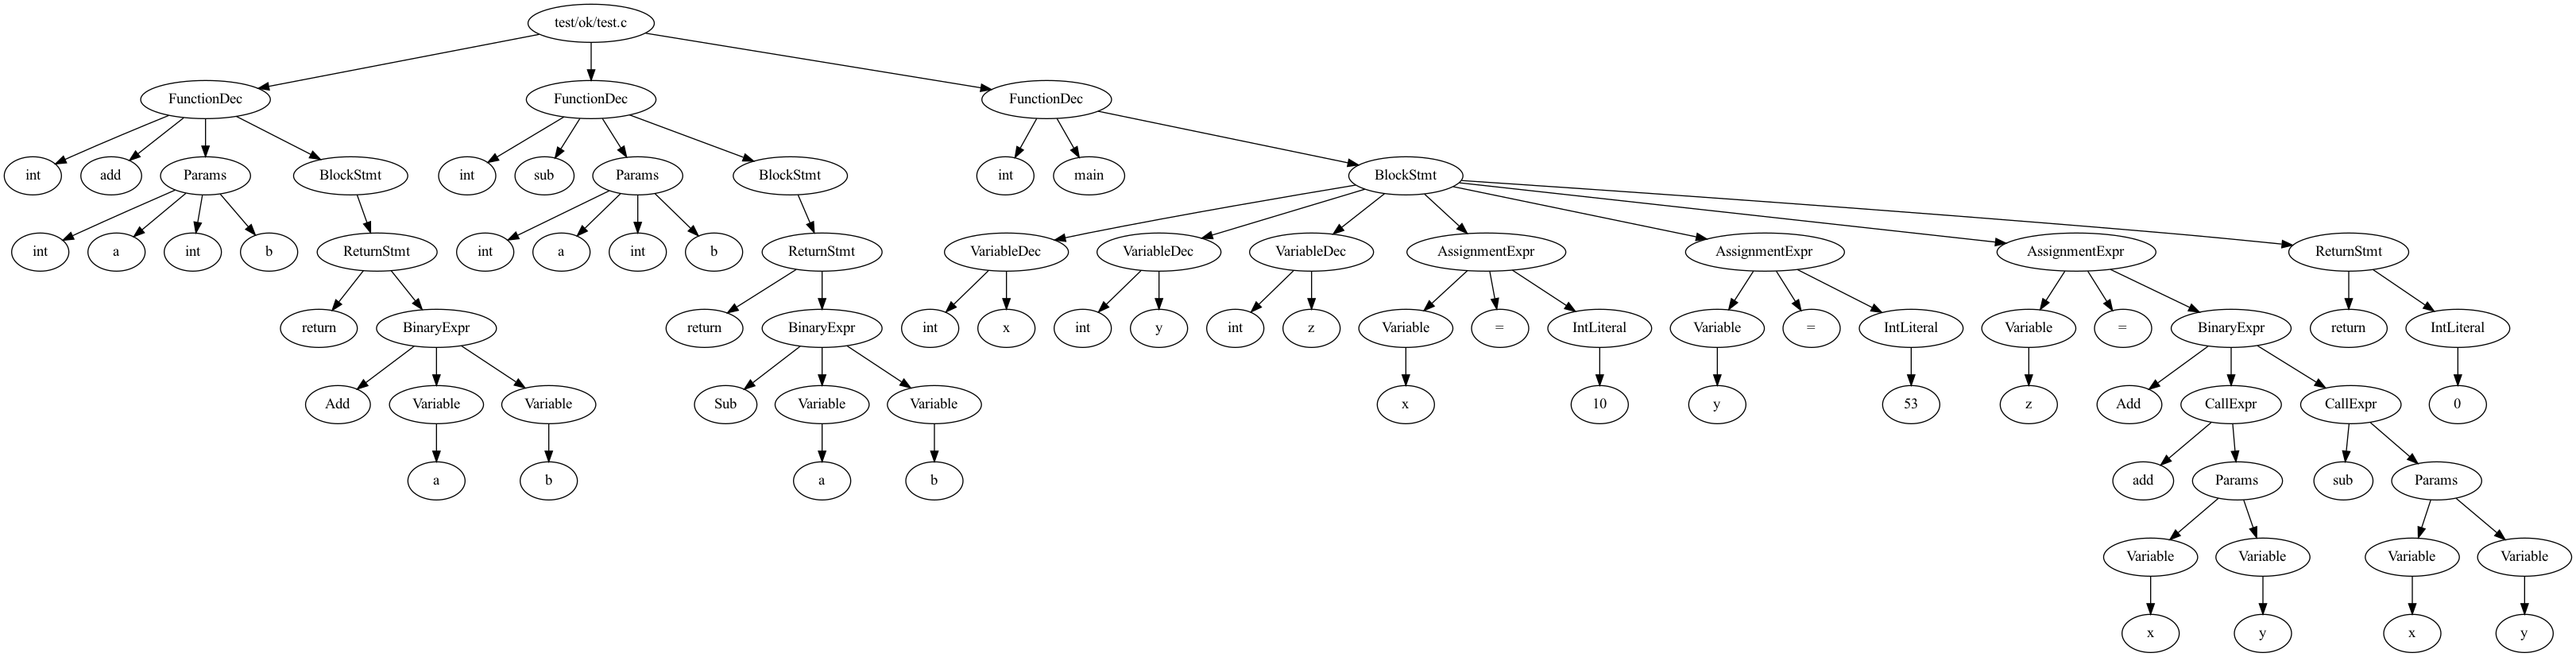 test/ok/test.c
FunctionDec FunctionDec FunctionDec
int add Params BlockStmt int sub Params BlockStmt int main BlockStmt
int a int b ReturnStmt int a int b ReturnStmt VariableDec VariableDec VariableDec AssignmentExpr AssignmentExpr AssignmentExpr ReturnStmt
return BinaryExpr return BinaryExpr int x int y int z Variable = IntLiteral Variable = IntLiteral Variable = BinaryExpr return IntLiteral
Add Variable Variable Sub Variable Variable x 10 y 53 z Add CallExpr CallExpr 0
a b a b add Params sub Params
Variable Variable Variable Variable
x y x y